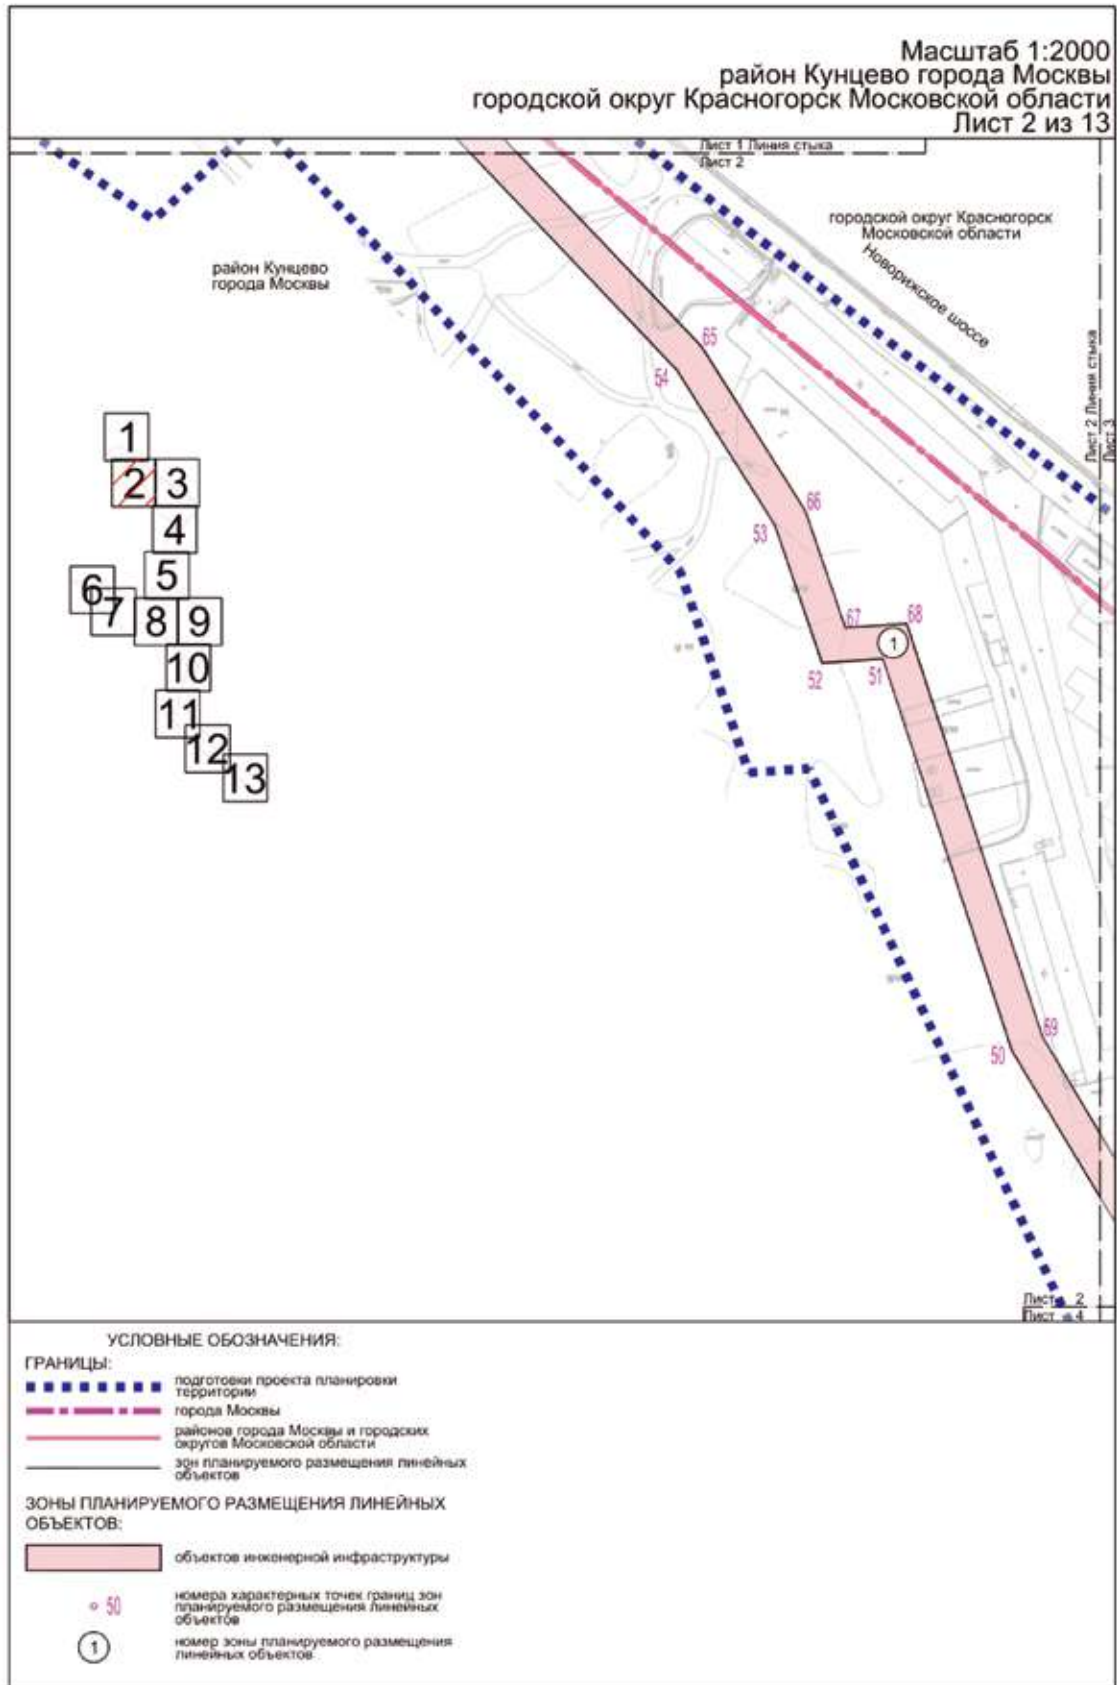 Масштаб 1:2000
район Кунцево города Москвы
городской округ Красногорск Московской области
Лист 2 из 13
Лист 1 Линия стыка
Лист 2
городской округ Красногорск
Московской области
Новорижское шоссе
район Кунцево
города Москвы
Лист 2 Линия стыка
Лист 3
65
54
66
53
67
68
1
52
51
69
50
1
2
3
4
5
6
7
8
9
10
11
12
13
Лист 2
Лист 4
УСЛОВНЫЕ ОБОЗНАЧЕНИЯ:
ГРАНИЦЫ:
подготовки проекта планировки
территории
города Москвы
районов города Москвы и городских
округов Московской области
зон планируемого размещения линейных
объектов
ЗОНЫ ПЛАНИРУЕМОГО РАЗМЕЩЕНИЯ ЛИНЕЙНЫХ
ОБЪЕКТОВ:
объектов инженерной инфраструктуры
50
номера характерных точек границ зон
планируемого размещения линейных
объектов
1
номер зоны планируемого размещения
линейных объектов